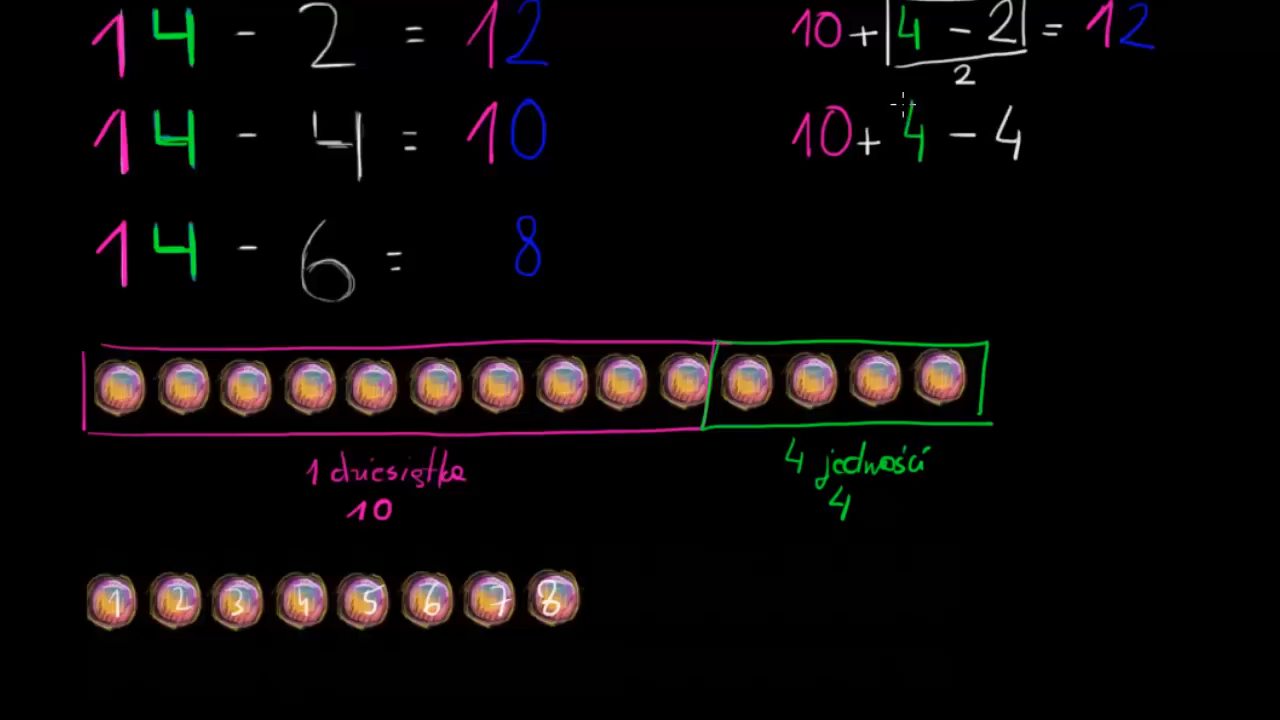 14 - 2 = 12
10 + 4 - 2 = 12
2
14 - 4 = 10
10 + 4 - 4
14 - 6 = 8
1 dziesiątka
10
4 jedności
4
1 2 3 4 5 6 7 8